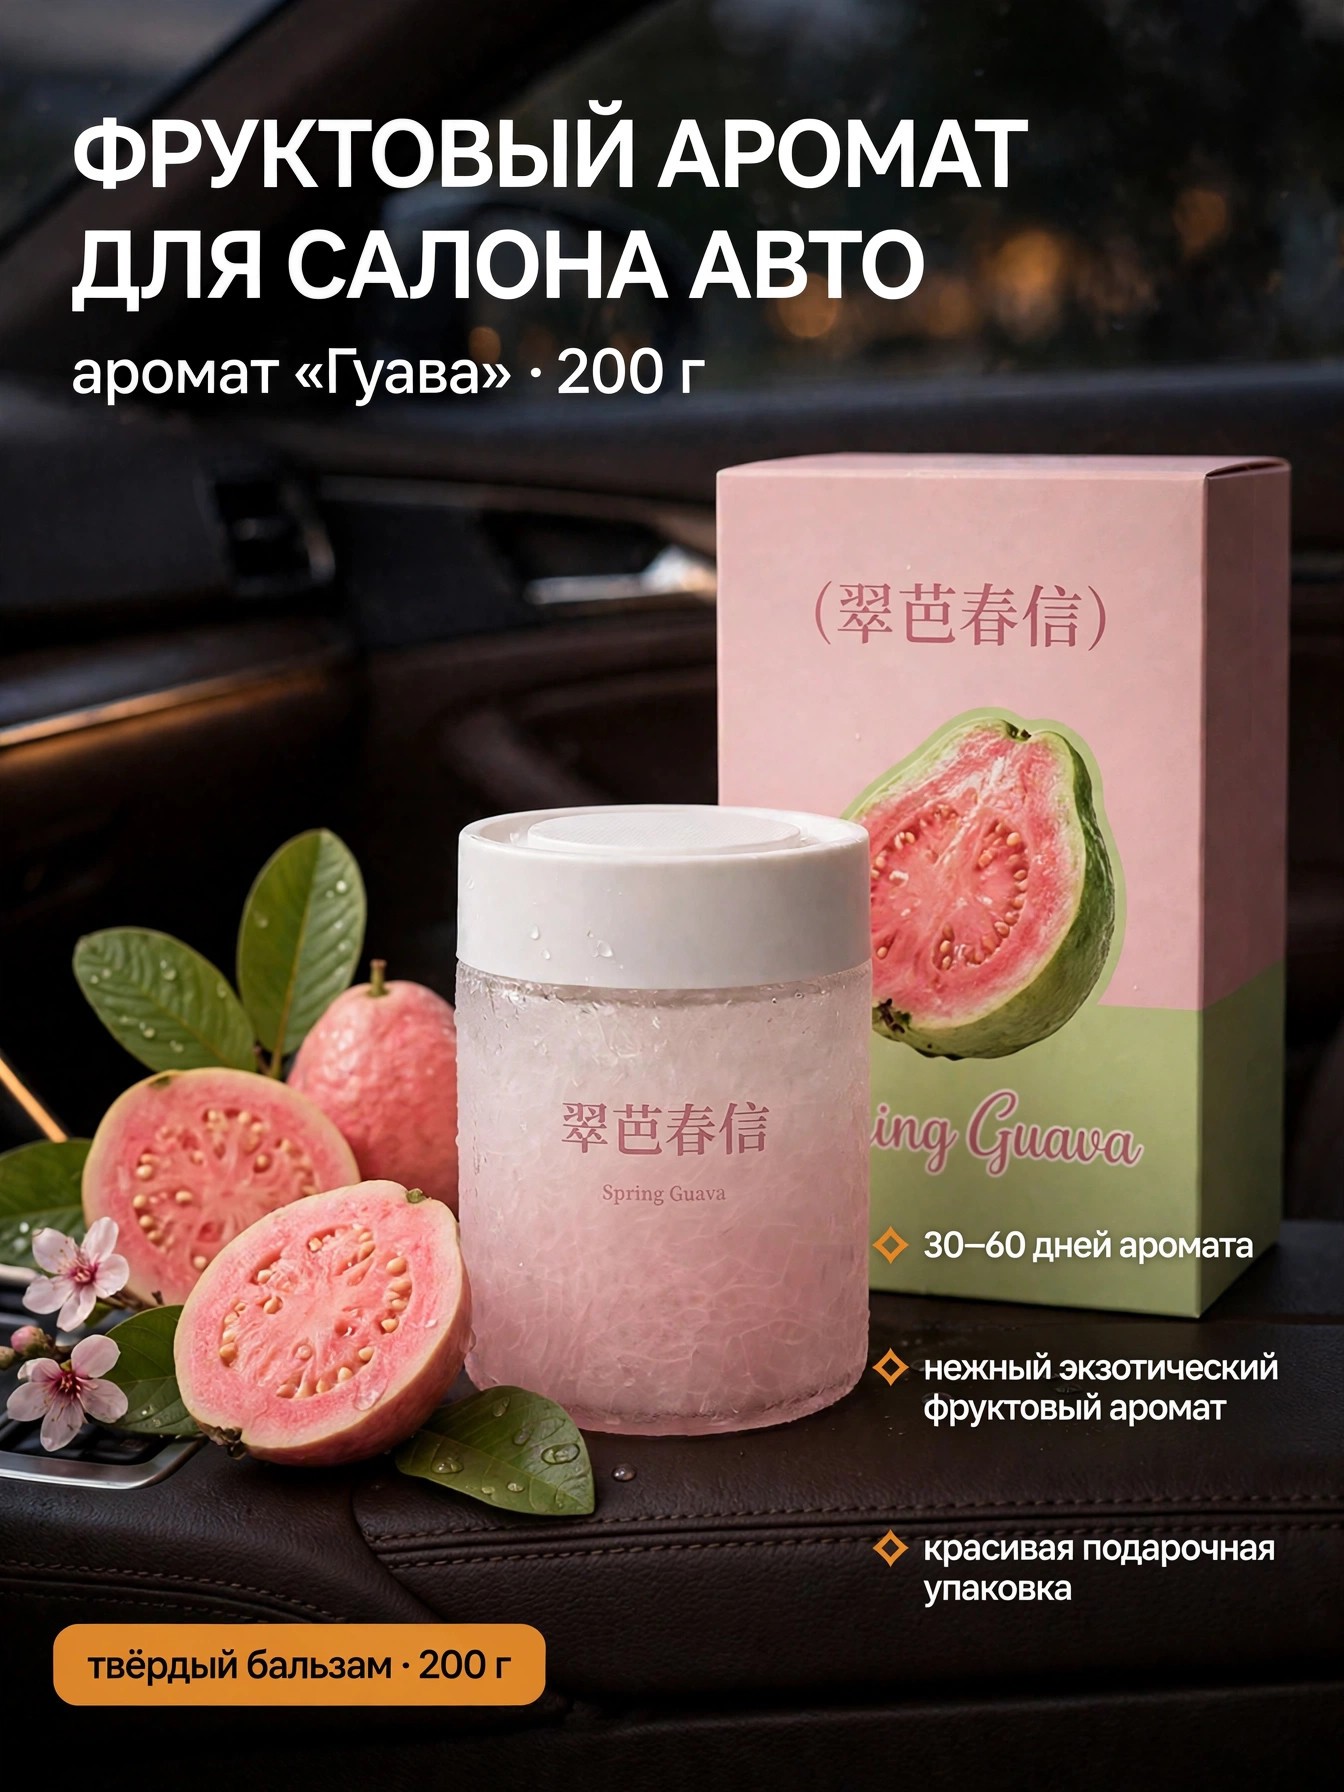 ФРУКТОВЫЙ АРОМАТ
ДЛЯ САЛОНА АВТО
аромат «Гуава» · 200 г
(翠芭春信)
翠芭春信
Spring Guava
ing Guava
30–60 дней аромата
нежный экзотический
фруктовый аромат
красивая подарочная
упаковка
твёрдый бальзам · 200 г